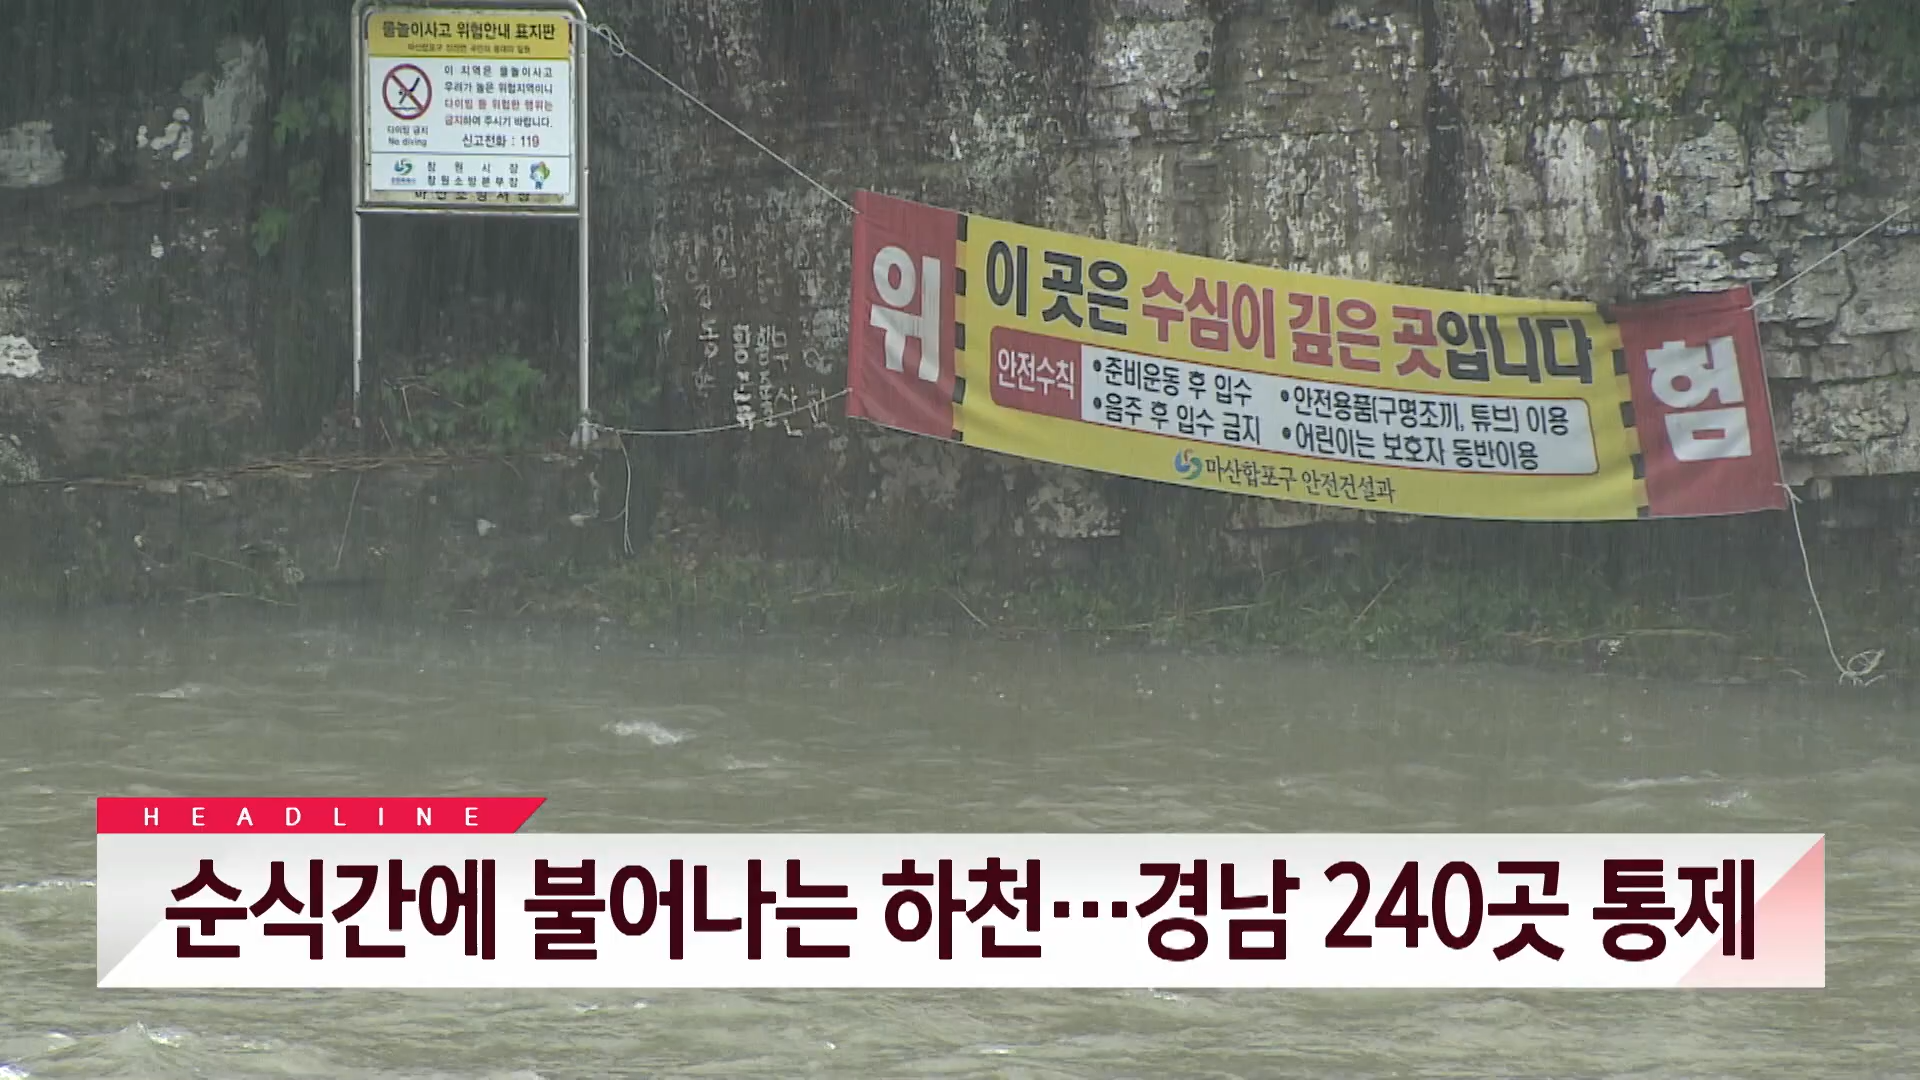 물놀이사고 위험안내 표지판
이 지역은 물놀이사고
우려가 높은 위험지역이니
다이빙 등 위험한 행위는
금지하여 주시기 바랍니다.
다이빙 금지
No diving
신고전화 : 119
창 원 시 장
창원소방본부장
마산소방서장
위
이 곳은 수심이 깊은 곳입니다
험
안전수칙
•준비운동 후 입수 •안전용품(구명조끼, 튜브) 이용
•음주 후 입수 금지 •어린이는 보호자 동반이용
마산합포구 안전건설과
HEADLINE
순식간에 불어나는 하천…경남 240곳 통제